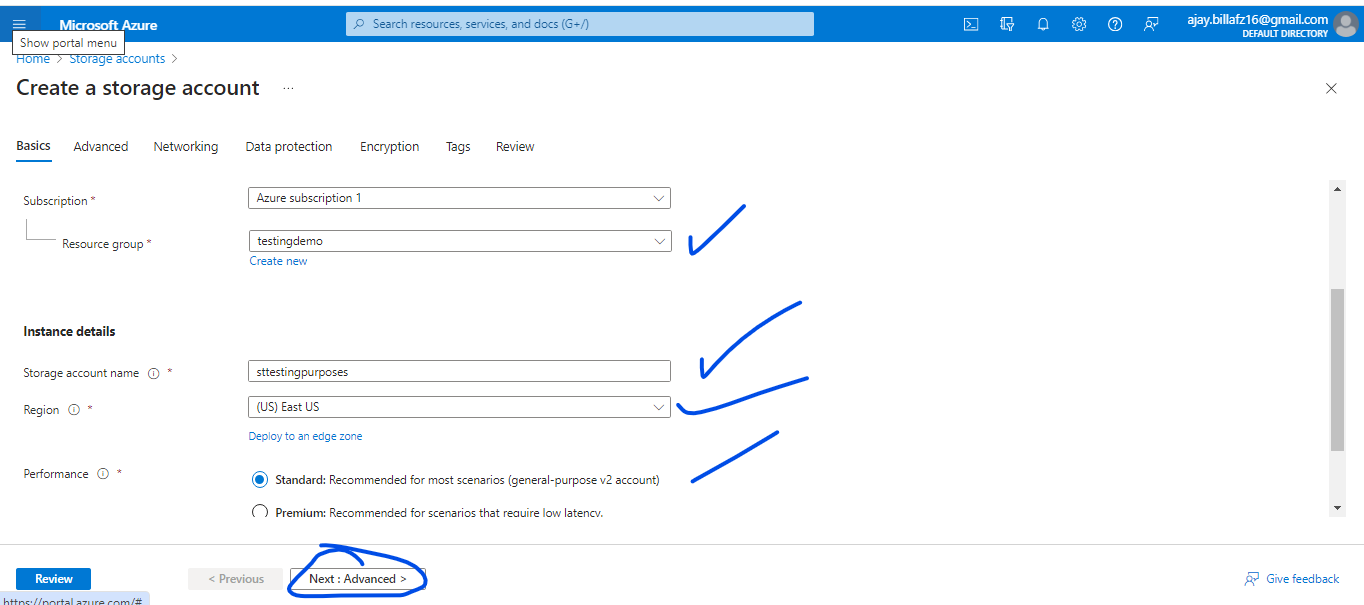 Microsoft Azure
Search resources, services, and docs (G+/)
ajay.billafz16@gmail.com
DEFAULT DIRECTORY
Show portal menu
Home > Storage accounts >
Create a storage account ...
Basics Advanced Networking Data protection Encryption Tags Review
Subscription * Azure subscription 1
Resource group * testingdemo
Create new
Instance details
Storage account name * sttestingpurposes
Region * (US) East US
Deploy to an edge zone
Performance * Standard: Recommended for most scenarios (general-purpose v2 account)
Premium: Recommended for scenarios that require low latency.
Review < Previous Next : Advanced > Give feedback
https://portal.azure.com/#